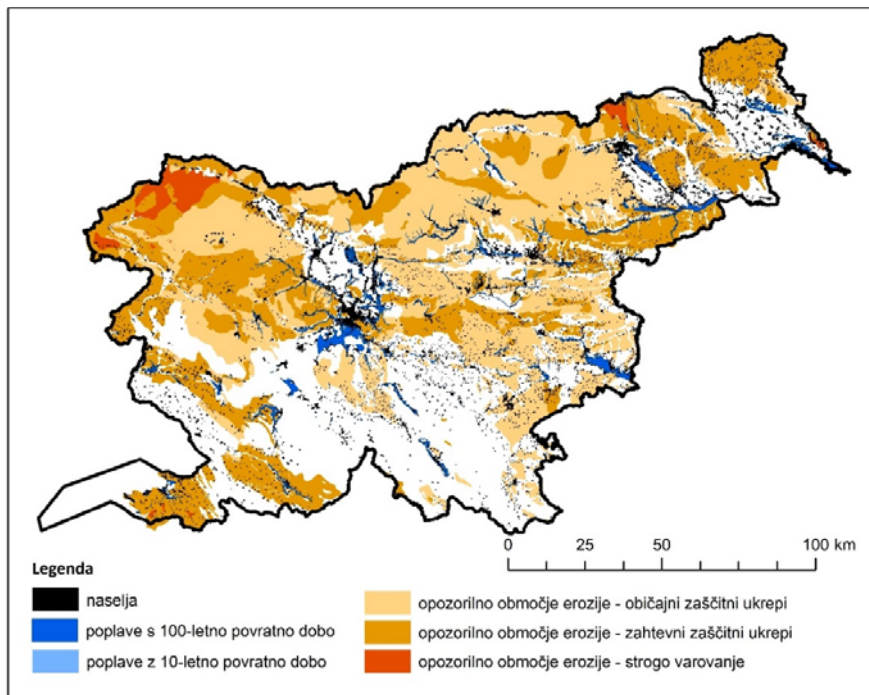 0 25 50 100 km
Legenda
naselja
poplave s 100-letno povratno dobo
poplave z 10-letno povratno dobo
opozorilno območje erozije - običajni zaščitni ukrepi
opozorilno območje erozije - zahtevni zaščitni ukrepi
opozorilno območje erozije - strogo varovanje